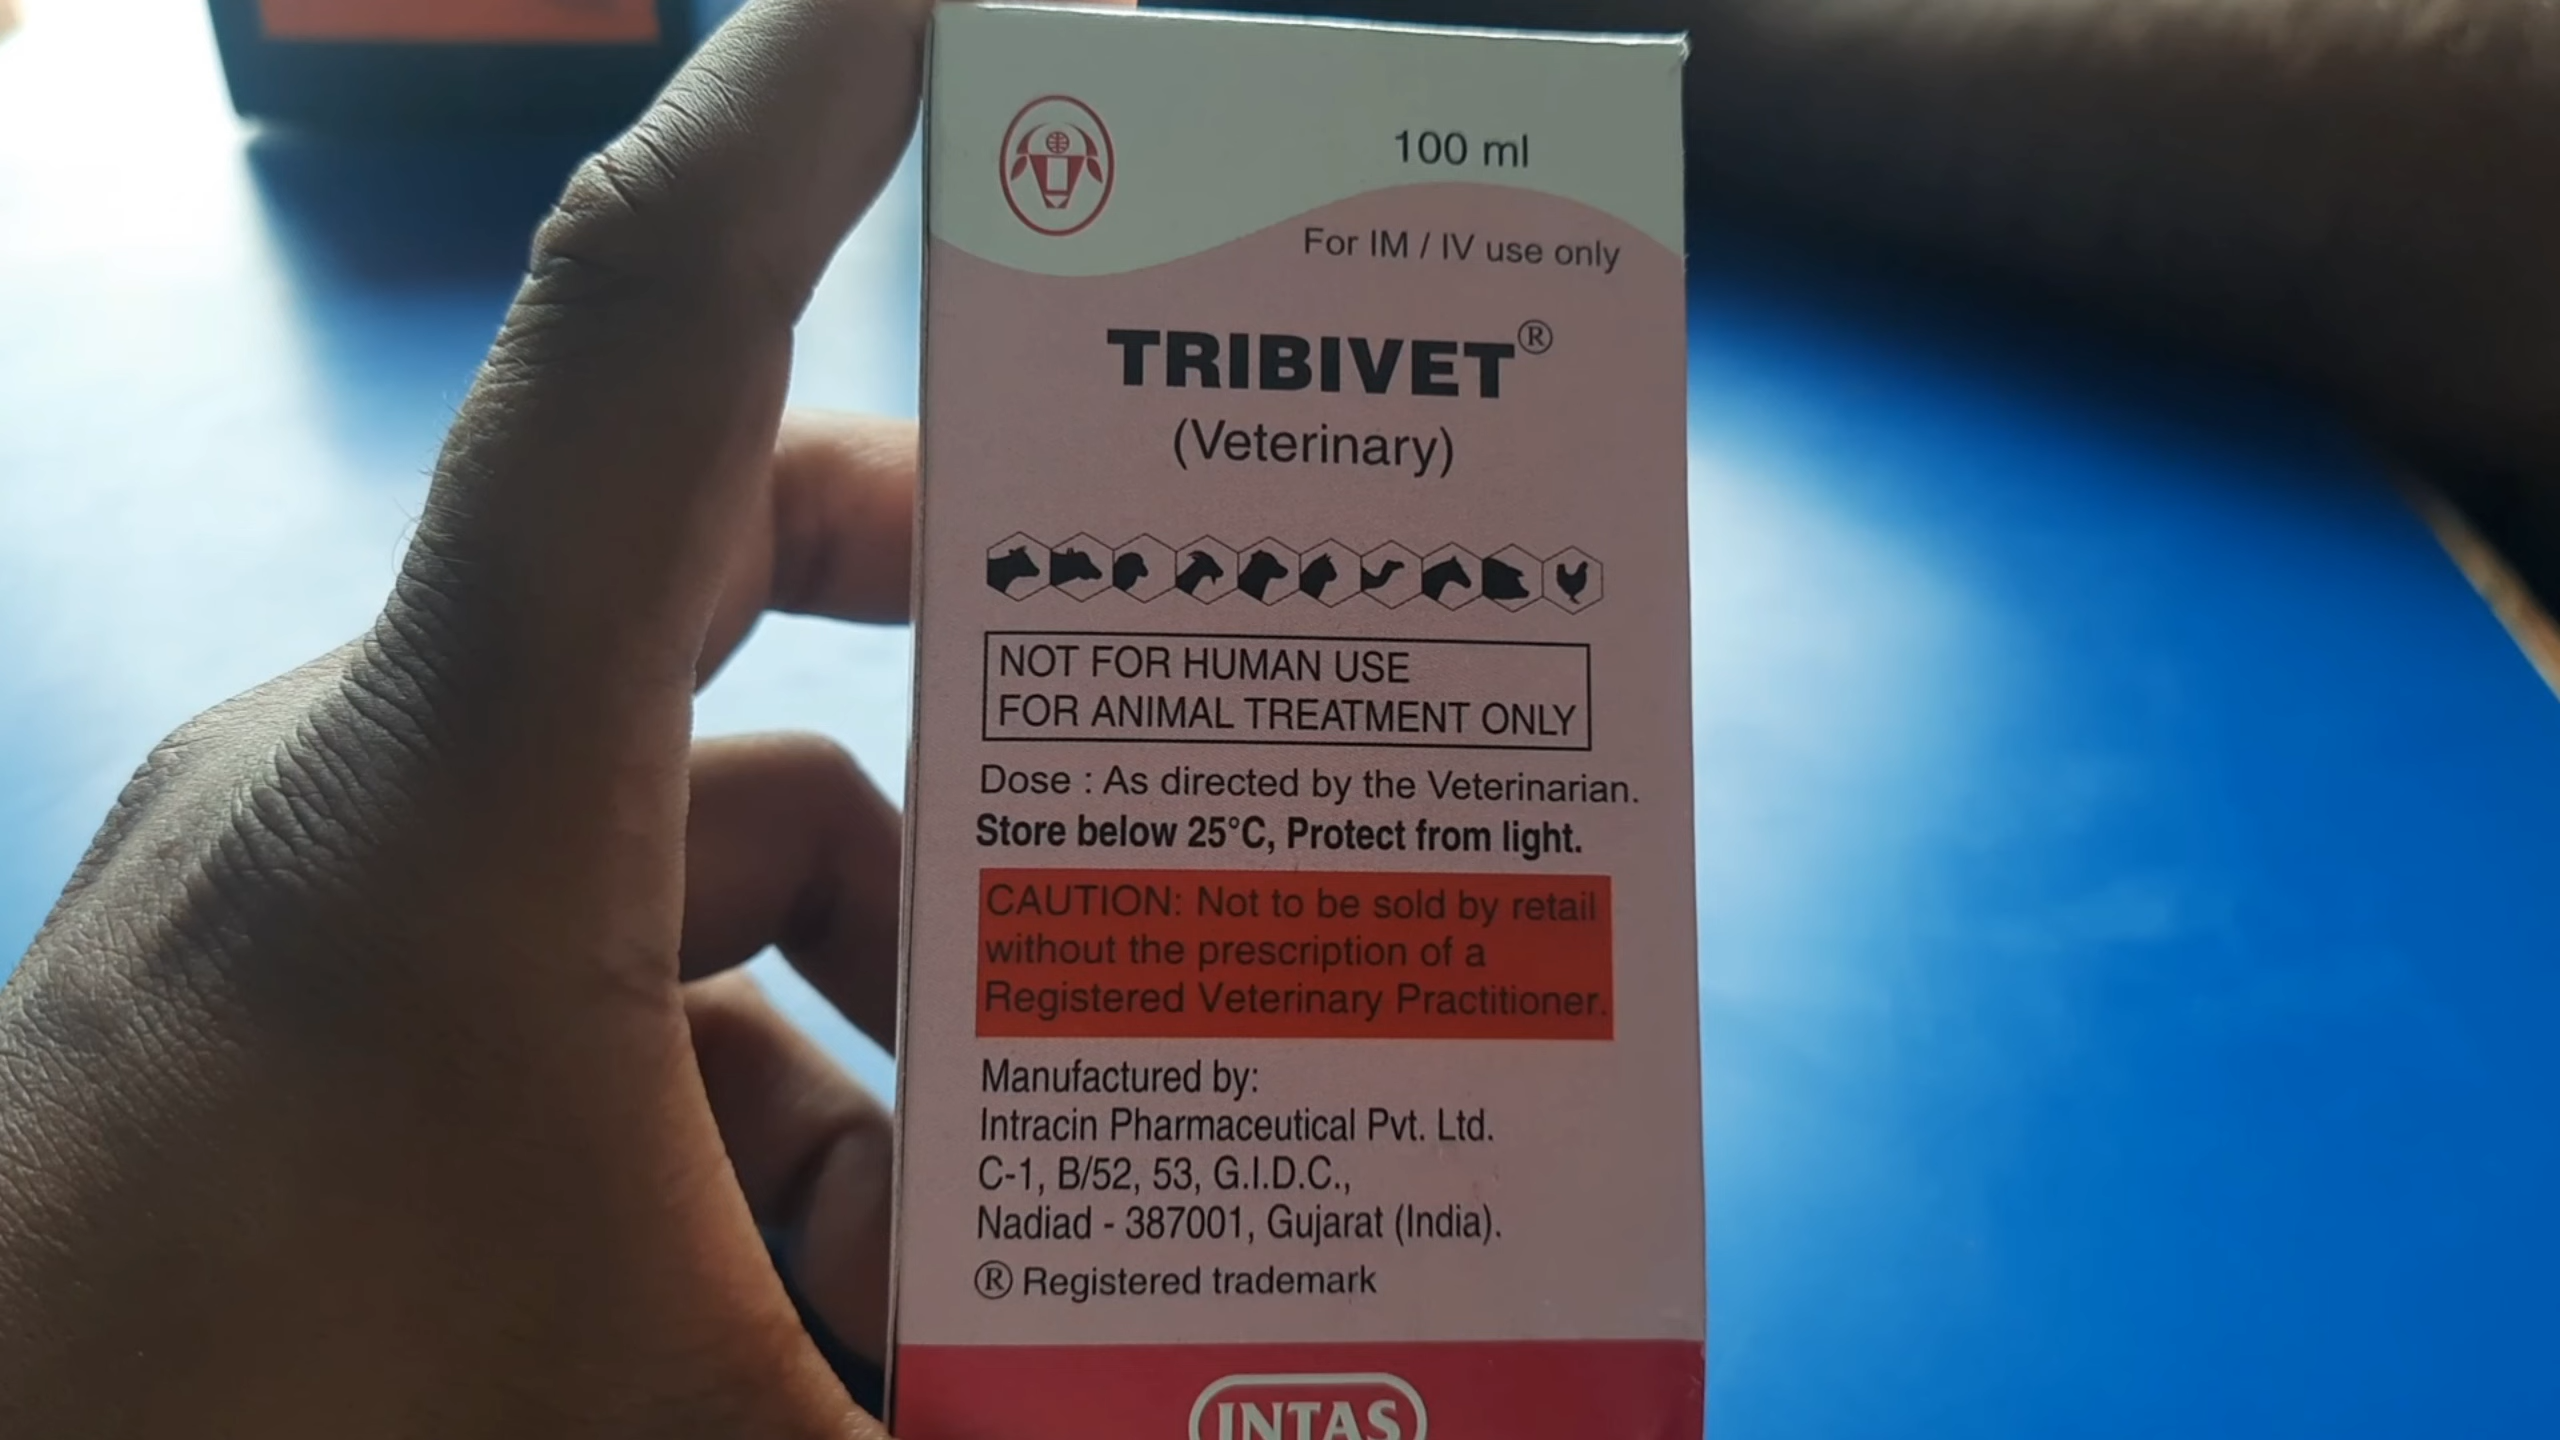 100 ml
For IM / IV use only
TRIBIVET®
(Veterinary)
NOT FOR HUMAN USE
FOR ANIMAL TREATMENT ONLY
Dose : As directed by the Veterinarian.
Store below 25°C, Protect from light.
CAUTION: Not to be sold by retail
without the prescription of a
Registered Veterinary Practitioner.
Manufactured by:
Intracin Pharmaceutical Pvt. Ltd.
C-1, B/52, 53, G.I.D.C.,
Nadiad - 387001, Gujarat (India).
® Registered trademark
INTAS